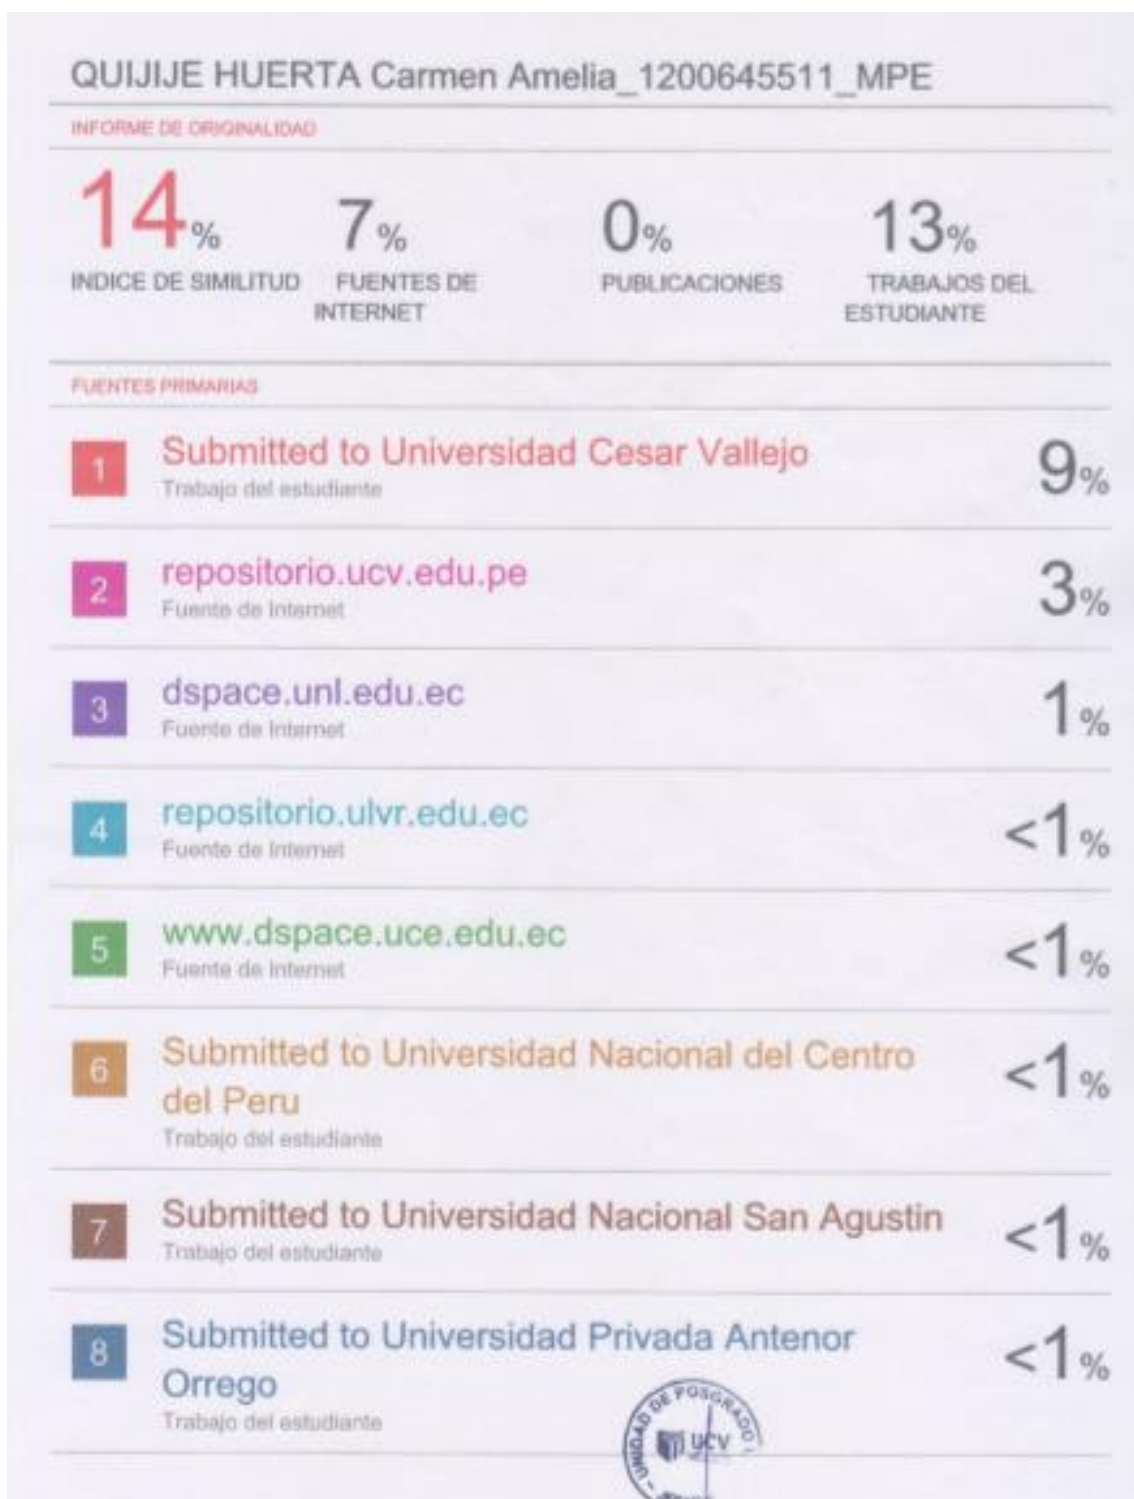 QUIJIJE HUERTA Carmen Amelia_1200645511_MPE
INFORME DE ORIGINALIDAD
14% 7% 0% 13%
INDICE DE SIMILITUD FUENTES DE PUBLICACIONES TRABAJOS DEL
INTERNET ESTUDIANTE
FUENTES PRIMARIAS
1 Submitted to Universidad Cesar Vallejo 9%
Trabajo del estudiante
2 repositorio.ucv.edu.pe 3%
Fuente de Internet
3 dspace.unl.edu.ec 1%
Fuente de Internet
4 repositorio.ulvr.edu.ec <1%
Fuente de Internet
5 www.dspace.uce.edu.ec <1%
Fuente de Internet
6 Submitted to Universidad Nacional del Centro <1%
del Peru
Trabajo del estudiante
7 Submitted to Universidad Nacional San Agustin <1%
Trabajo del estudiante
8 Submitted to Universidad Privada Antenor <1%
Orrego
Trabajo del estudiante
UNIDAD DE POSGRADO
UCV